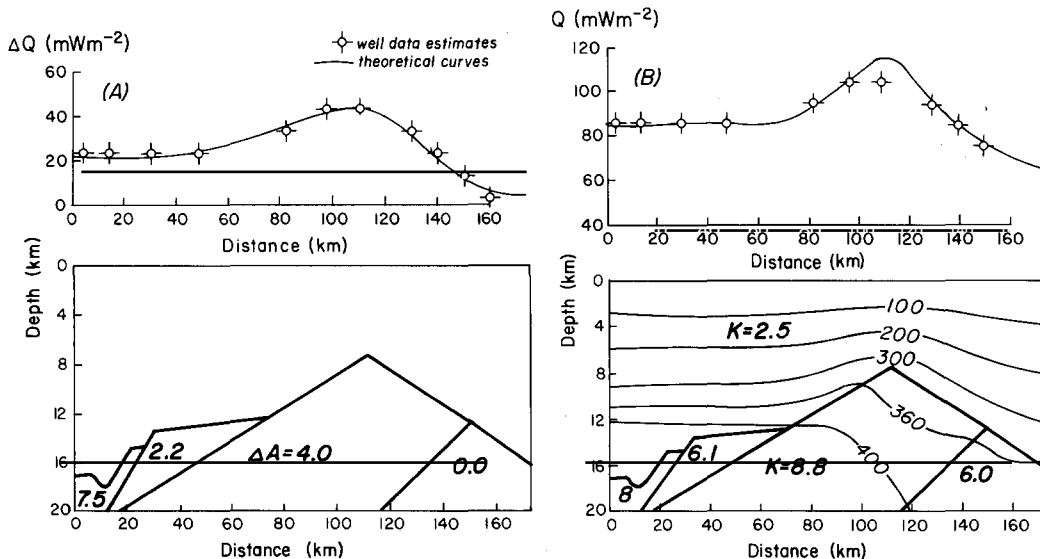 ΔQ (mWm-2)
well data estimates
theoretical curves
(A)
60
40
20
0
0 20 40 60 80 100 120 140 160
Distance (km)
Q (mWm-2)
(B)
120
100
80
60
40
0 20 40 60 80 100 120 140 160
Distance (km)
Depth (km)
0
4
8
12
16
20
2.2
ΔA=4.0
0.0
7.5
0 20 40 60 80 100 120 140 160
Distance (km)
Depth (km)
0
4
8
12
16
20
100
K=2.5
200
300
360
400
6.1
K=8.8
6.0
8
0 20 40 60 80 100 120 140 160
Distance (km)